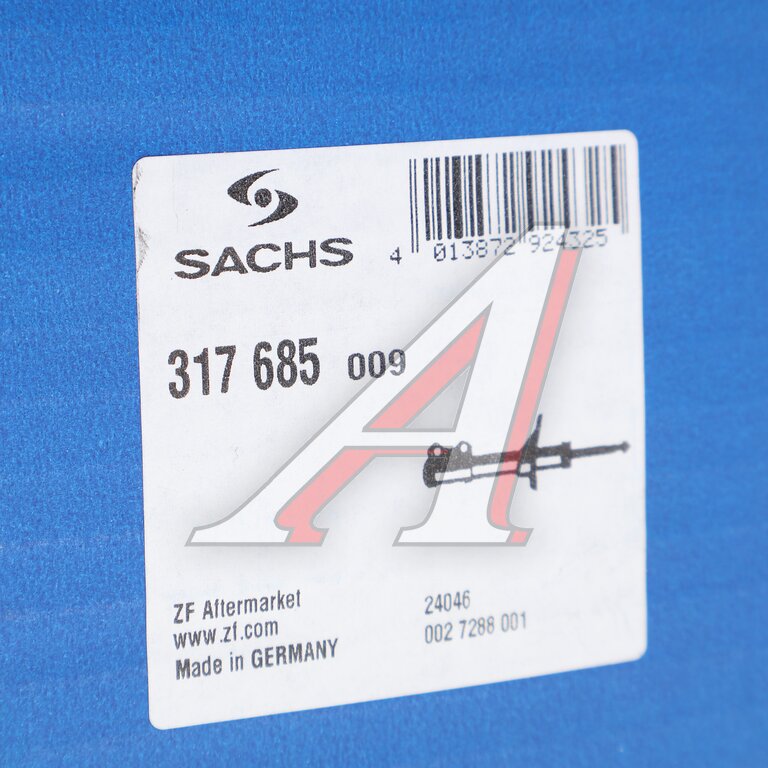 SACHS
4 013872 924325
317 685 009
ZF Aftermarket
www.zf.com
Made in GERMANY
24046
002 7288 001